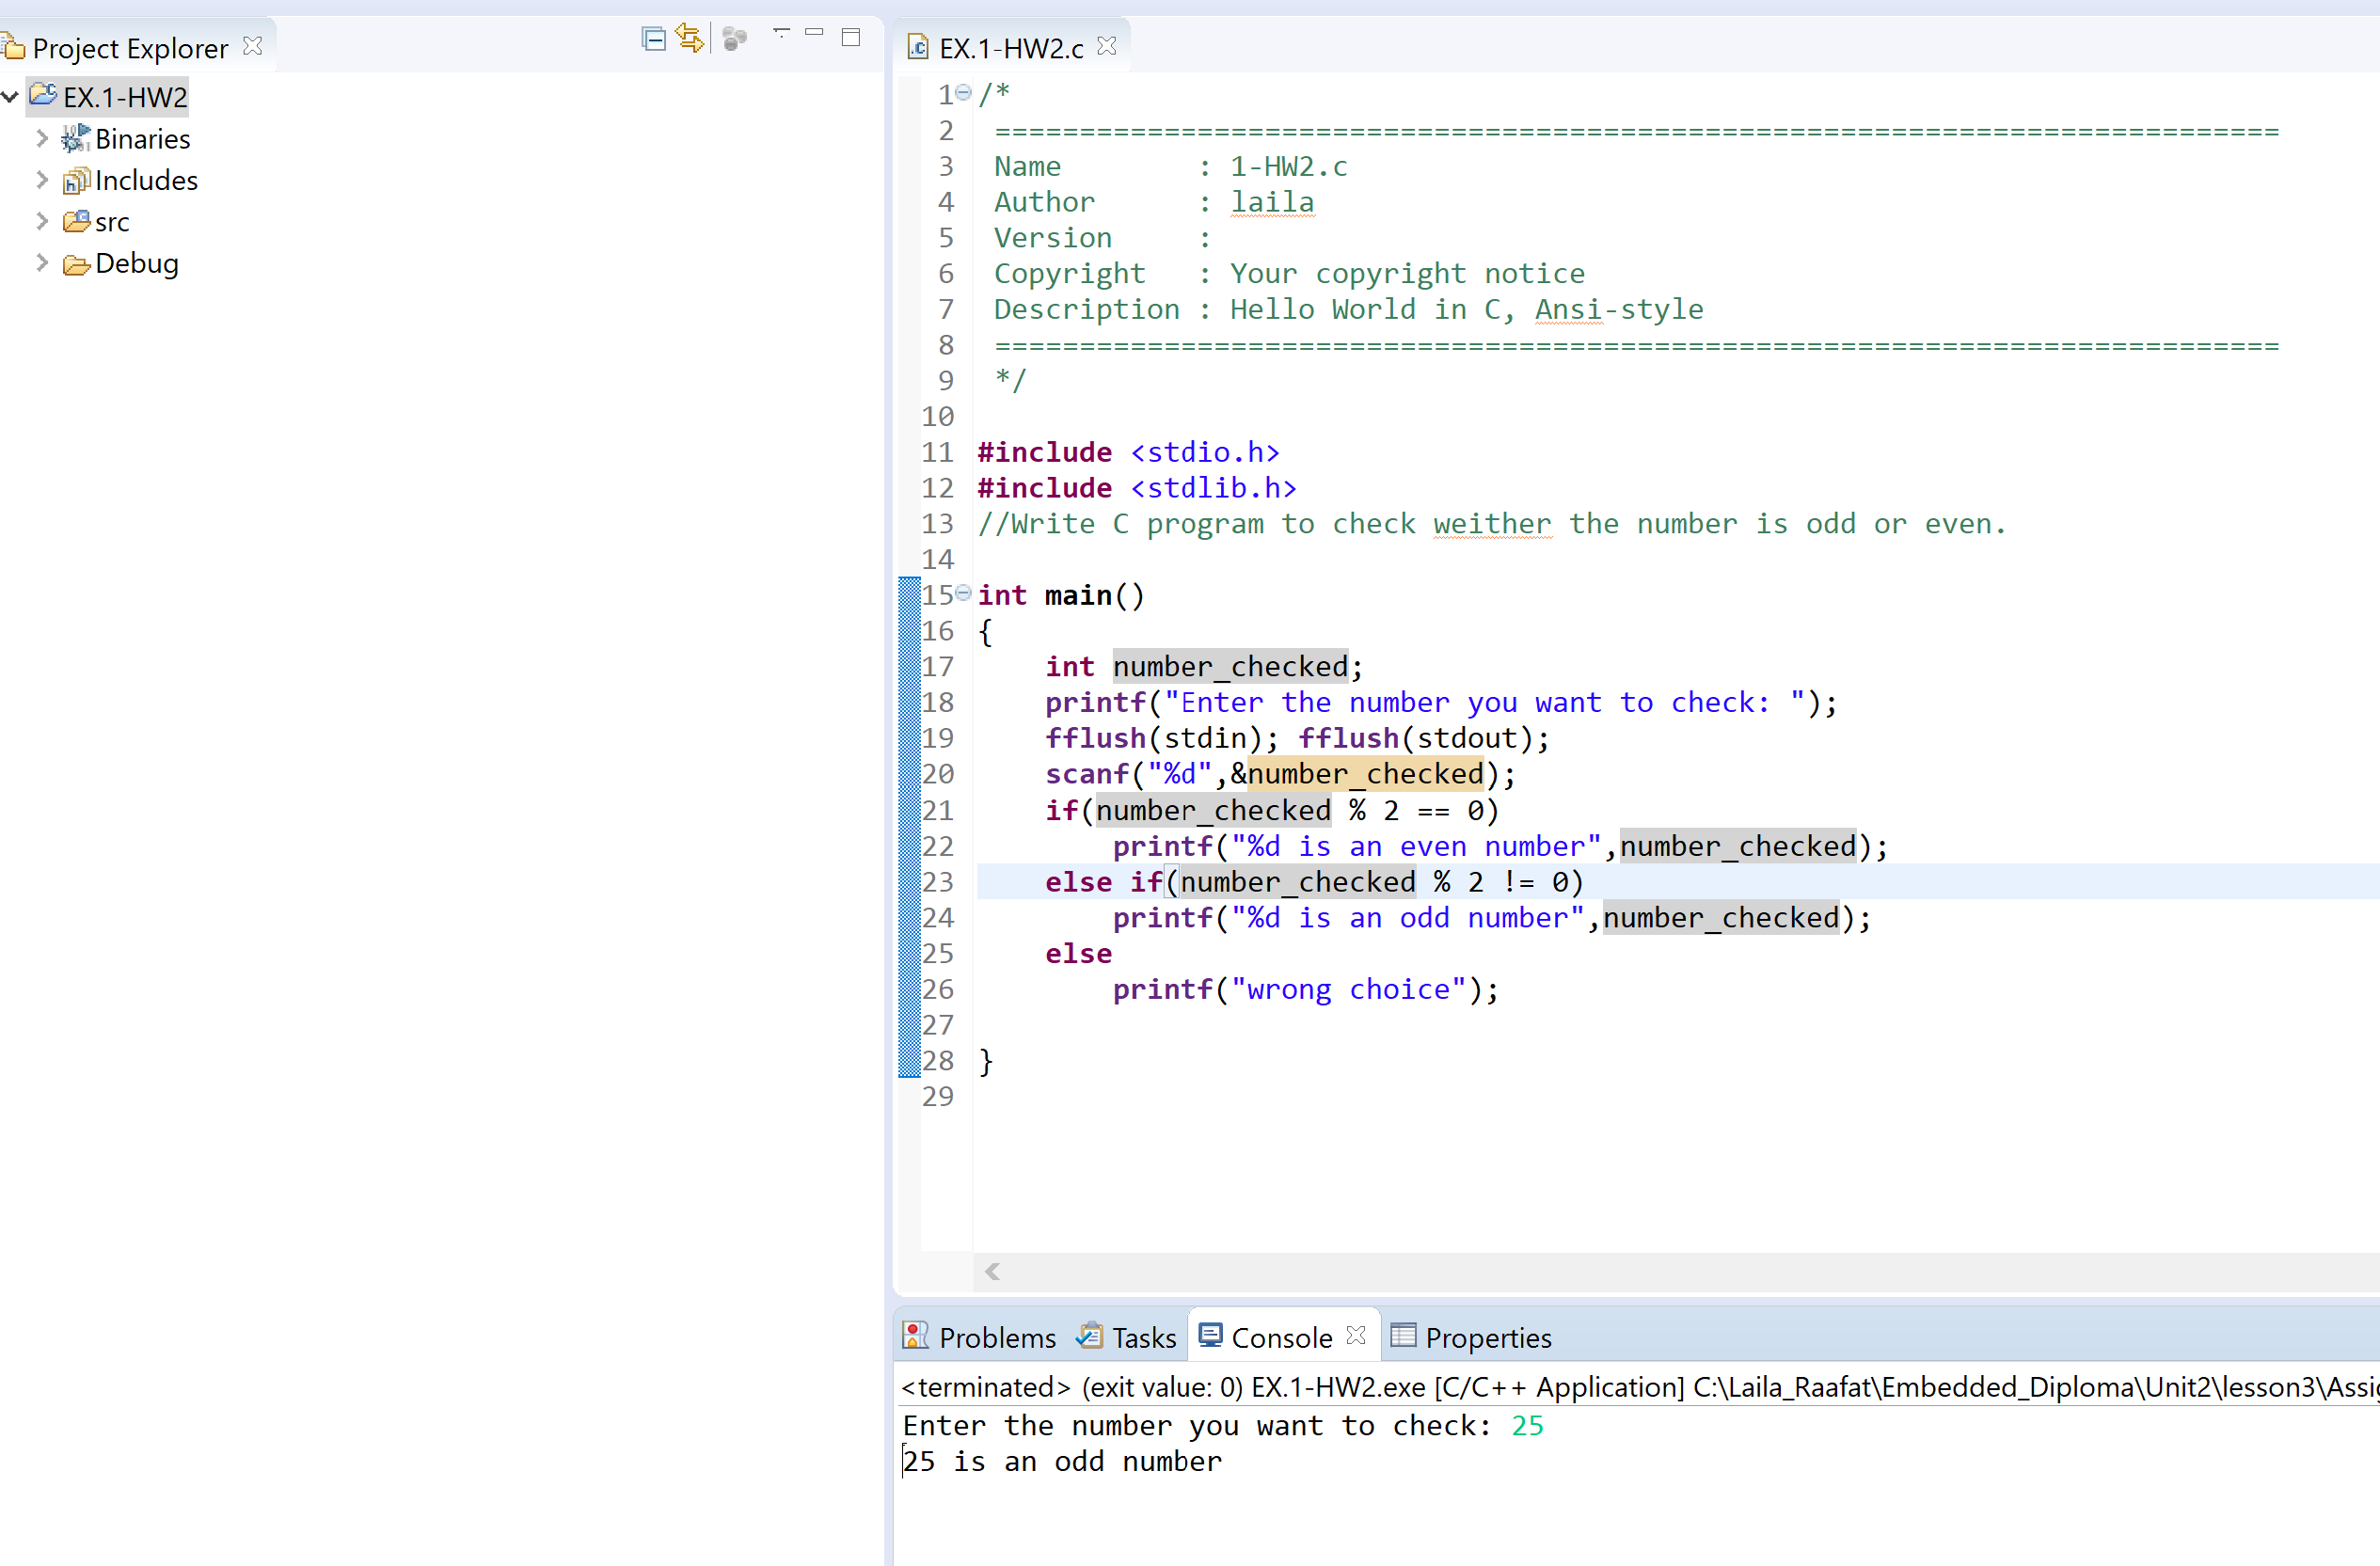 Project Explorer
EX.1-HW2
Binaries
Includes
src
Debug
EX.1-HW2.c
1 /*
2 ============================================================================
3 Name        : 1-HW2.c
4 Author      : laila
5 Version     :
6 Copyright   : Your copyright notice
7 Description : Hello World in C, Ansi-style
8 ============================================================================
9 */
10
11 #include <stdio.h>
12 #include <stdlib.h>
13 //Write C program to check weither the number is odd or even.
14
15 int main()
16 {
17     int number_checked;
18     printf("Enter the number you want to check: ");
19     fflush(stdin); fflush(stdout);
20     scanf("%d",&number_checked);
21     if(number_checked % 2 == 0)
22         printf("%d is an even number",number_checked);
23     else if(number_checked % 2 != 0)
24         printf("%d is an odd number",number_checked);
25     else
26         printf("wrong choice");
27
28 }
29
Problems Tasks Console Properties
<terminated> (exit value: 0) EX.1-HW2.exe [C/C++ Application] C:\Laila_Raafat\Embedded_Diploma\Unit2\lesson3\Assi
Enter the number you want to check: 25
25 is an odd number